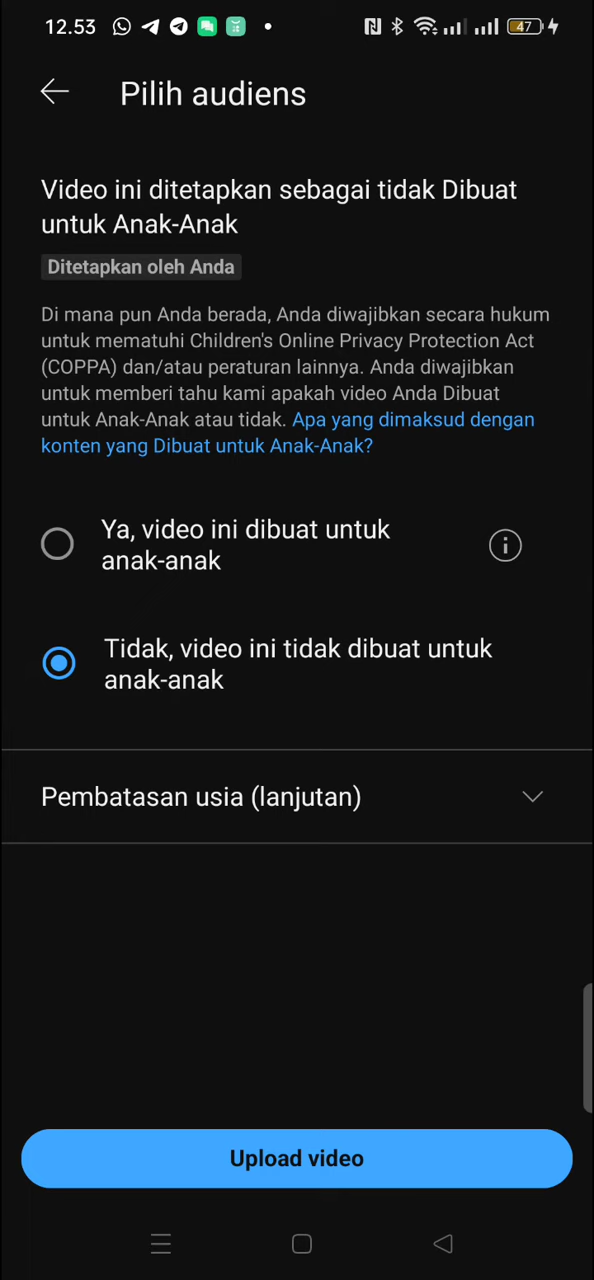 12.53
47
Pilih audiens
Video ini ditetapkan sebagai tidak Dibuat
untuk Anak-Anak
Ditetapkan oleh Anda
Di mana pun Anda berada, Anda diwajibkan secara hukum
untuk mematuhi Children's Online Privacy Protection Act
(COPPA) dan/atau peraturan lainnya. Anda diwajibkan
untuk memberi tahu kami apakah video Anda Dibuat
untuk Anak-Anak atau tidak. Apa yang dimaksud dengan
konten yang Dibuat untuk Anak-Anak?
Ya, video ini dibuat untuk
anak-anak
Tidak, video ini tidak dibuat untuk
anak-anak
Pembatasan usia (lanjutan)
Upload video